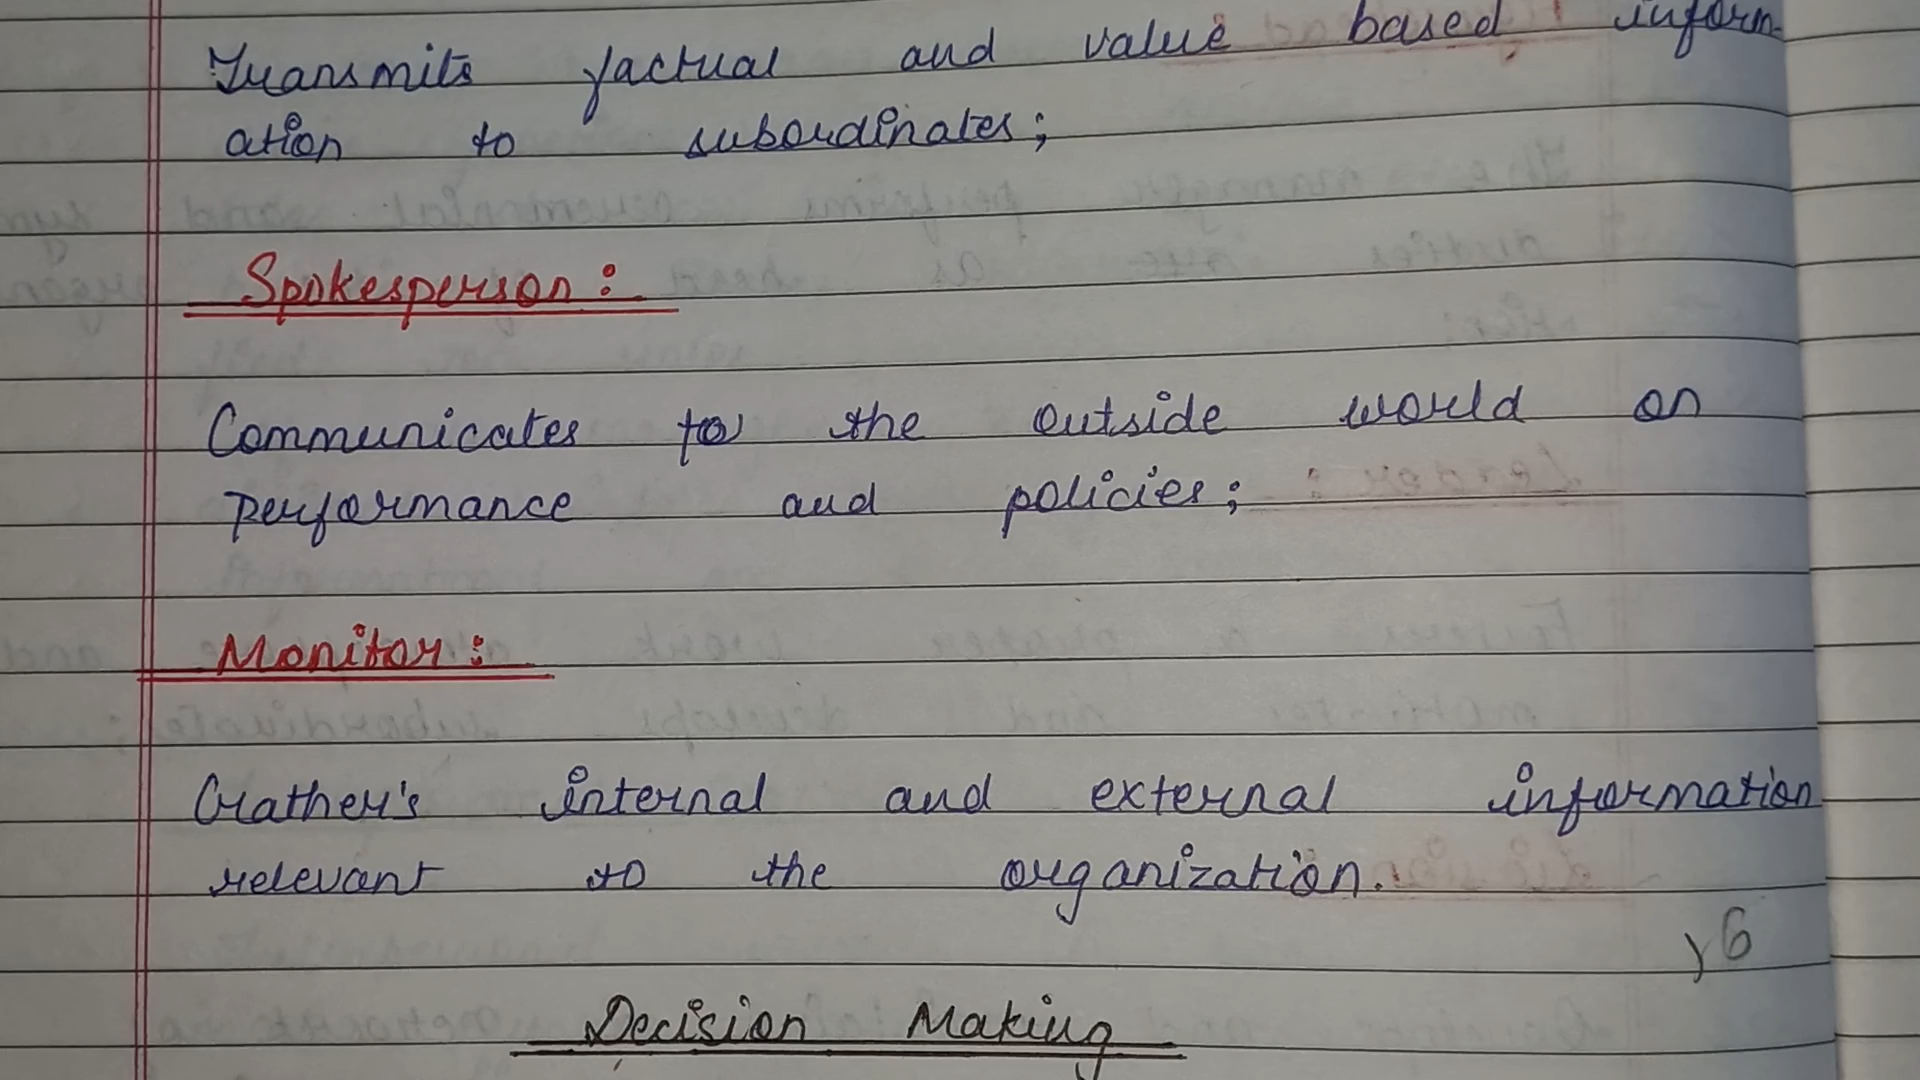 Transmits factual and value based inform-
ation to subordinates;
Spokesperson:
Communicates to the outside world on
performance and policies;
Monitor:
Gather's internal and external information
relevant to the organization.
Decision Making